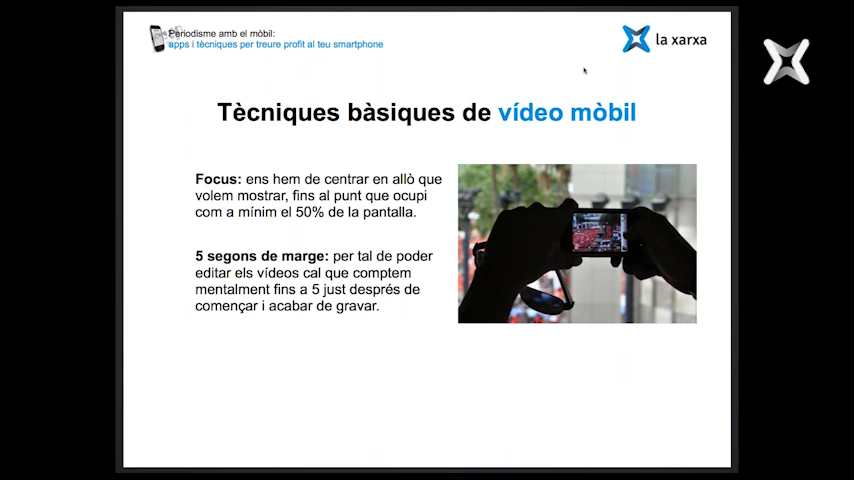 Periodisme amb el mòbil:
apps i tècniques per treure profit al teu smartphone
la xarxa
Tècniques bàsiques de vídeo mòbil
Focus: ens hem de centrar en allò que
volem mostrar, fins al punt que ocupi
com a mínim el 50% de la pantalla.
5 segons de marge: per tal de poder
editar els vídeos cal que comptem
mentalment fins a 5 just després de
començar i acabar de gravar.